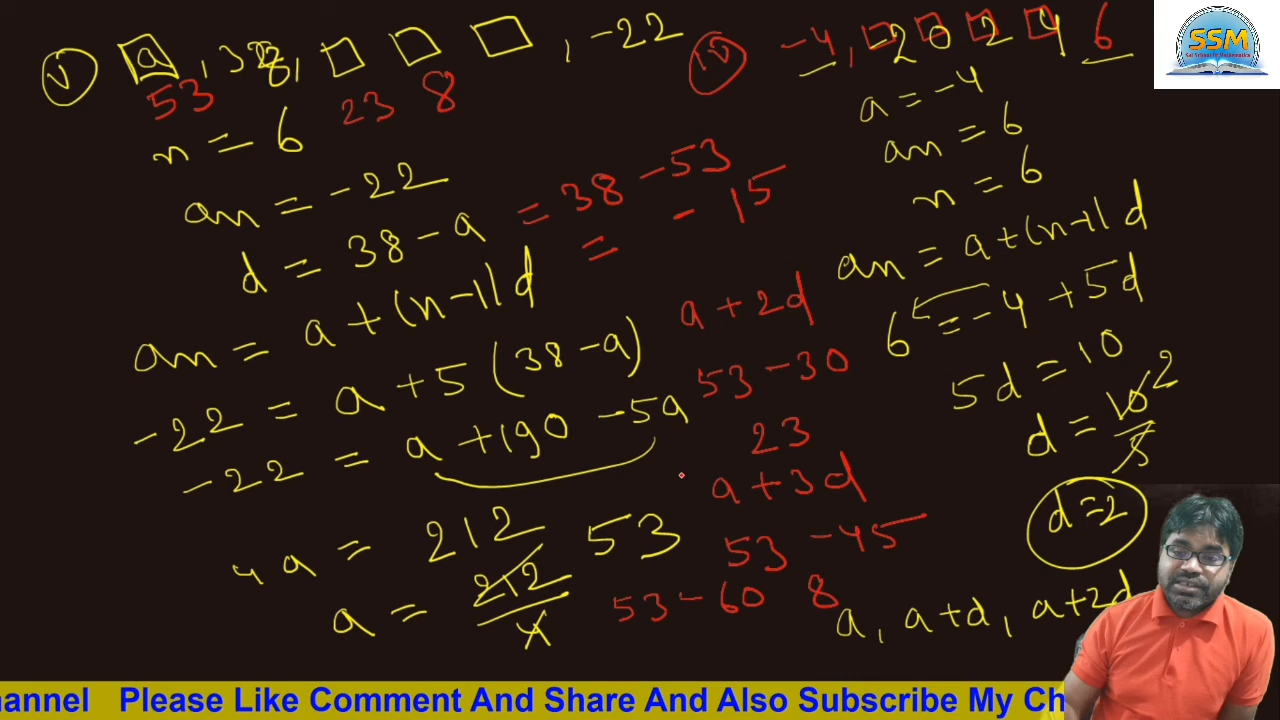 v) a , 38, □ □ □ , -22
53 23 8
n = 6
an = -22
d = 38 - a = 38 - 53
= - 15
an = a + (n-1) d
-22 = a + 5 (38 - a)
-22 = a + 190 - 5a
4a = 212
a = 212/4 53
a + 2d
53 - 30
23
a + 3d
53 - 45
53 - 60 8
iv) -4, -2 0 2 4 6
a = -4
an = 6
n = 6
an = a + (n-1) d
6 = -4 + 5d
5d = 10
d = 10/5 2
d = 2
a, a+d, a+2d
SSM
annel Please Like Comment And Share And Also Subscribe My Ch